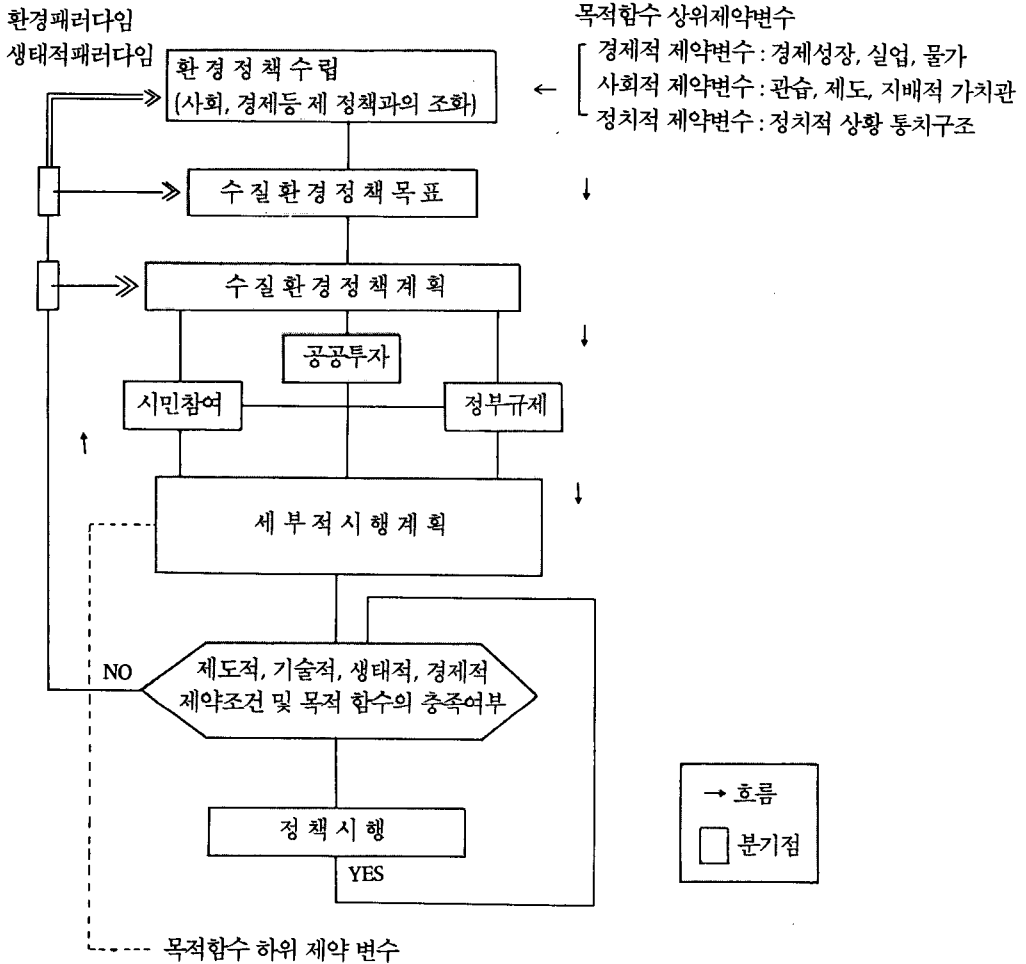 환경패러다임
생태적패러다임
목적함수 상위제약변수
경제적 제약변수 : 경제성장, 실업, 물가
사회적 제약변수 : 관습, 제도, 지배적 가치관
정치적 제약변수 : 정치적 상황 통치구조
환경정책수립
(사회, 경제등 제 정책과의 조화)
←
수질환경정책목표
↓
수질환경정책계획
공공투자
↓
시민참여
정부규제
↑
세부적시행계획
↓
NO
제도적, 기술적, 생태적, 경제적
제약조건 및 목적 함수의 충족여부
정책시행
YES
→ 흐름
분기점
목적함수 하위 제약 변수